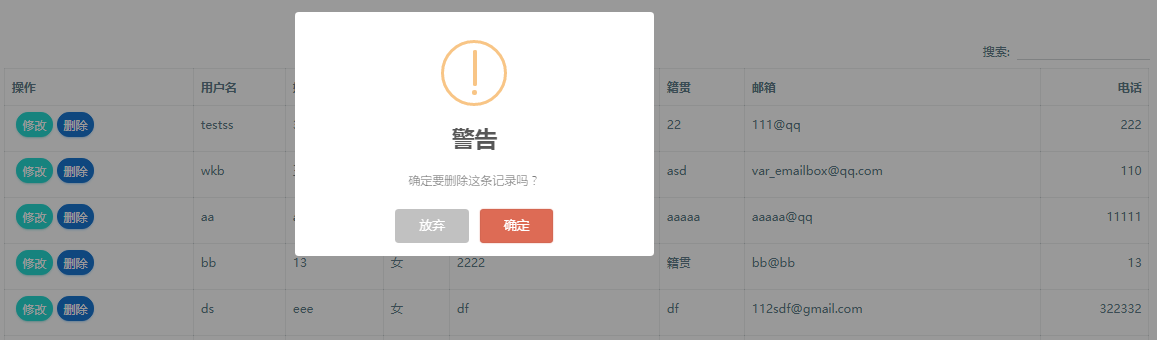 搜索:
操作 用户名 籍贯 邮箱 电话
修改 删除 testss 22 111@qq 222
修改 删除 wkb asd var_emailbox@qq.com 110
修改 删除 aa aaaaa aaaaa@qq 11111
修改 删除 bb 13 女 2222 籍贯 bb@bb 13
修改 删除 ds eee 女 df df 112sdf@gmail.com 322332
警告
确定要删除这条记录吗？
放弃 确定